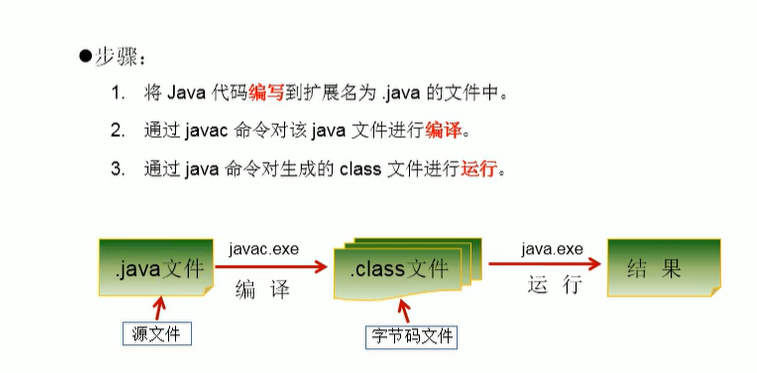 ●步骤：
1. 将 Java 代码编写到扩展名为 .java 的文件中。
2. 通过 javac 命令对该 java 文件进行编译。
3. 通过 java 命令对生成的 class 文件进行运行。
.java文件
javac.exe
编 译
.class文件
java.exe
运 行
结 果
源文件
字节码文件